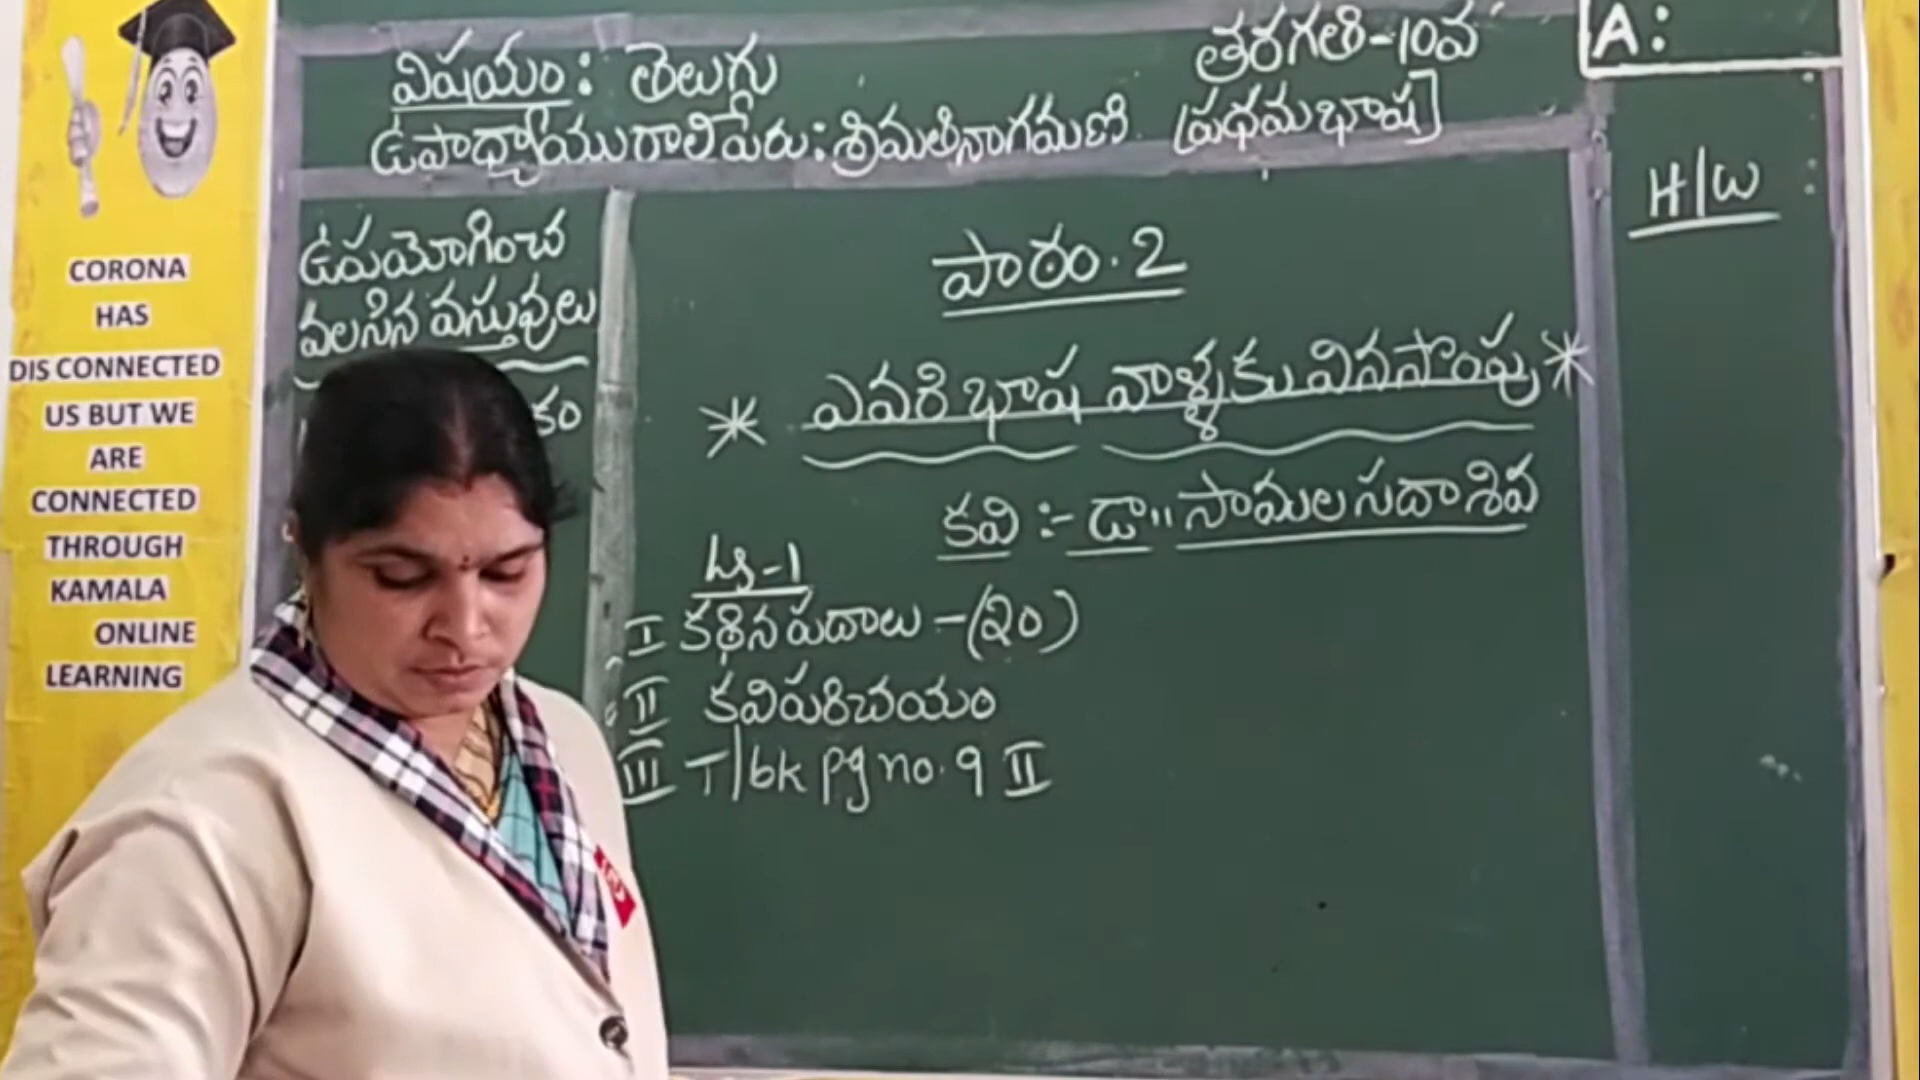 CORONA
HAS
DIS CONNECTED
US BUT WE
ARE
CONNECTED
THROUGH
KAMALA
ONLINE
LEARNING
విషయం : తెలుగు
తరగతి-10వ
ఉపాధ్యాయురాలిపేరు: శ్రీమతినాగమణి [ప్రథమభాష]
A :
ఉపయోగించ
వలసిన వస్తువులు
కం
పాఠం. 2
* ఎవరి భాష వాళ్ళకు వినసొంపు *
కవి :- డా" సామల సదాశివ
Ls-1
I కఠిన పదాలు - (20)
II కవిపరిచయం
III T/bk pg no. 9 II
H/W :